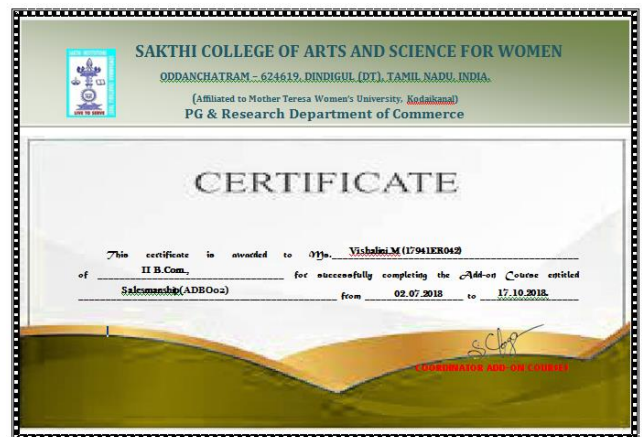 SAKTHI COLLEGE OF ARTS AND SCIENCE FOR WOMEN
ODDANCHATRAM – 624619, DINDIGUL (DT), TAMIL NADU, INDIA.
(Affiliated to Mother Teresa Women's University, Kodaikanal)
PG & Research Department of Commerce
LIVE TO SERVE
CERTIFICATE
This certificate is awarded to Ms. Vishalini.M (17941ER042)
of II B.Com., for successfully completing the Add-on Course entitled
Salesmanship(ADBO02) from 02.07.2018 to 17.10.2018.
COORDINATOR ADD-ON COURSES